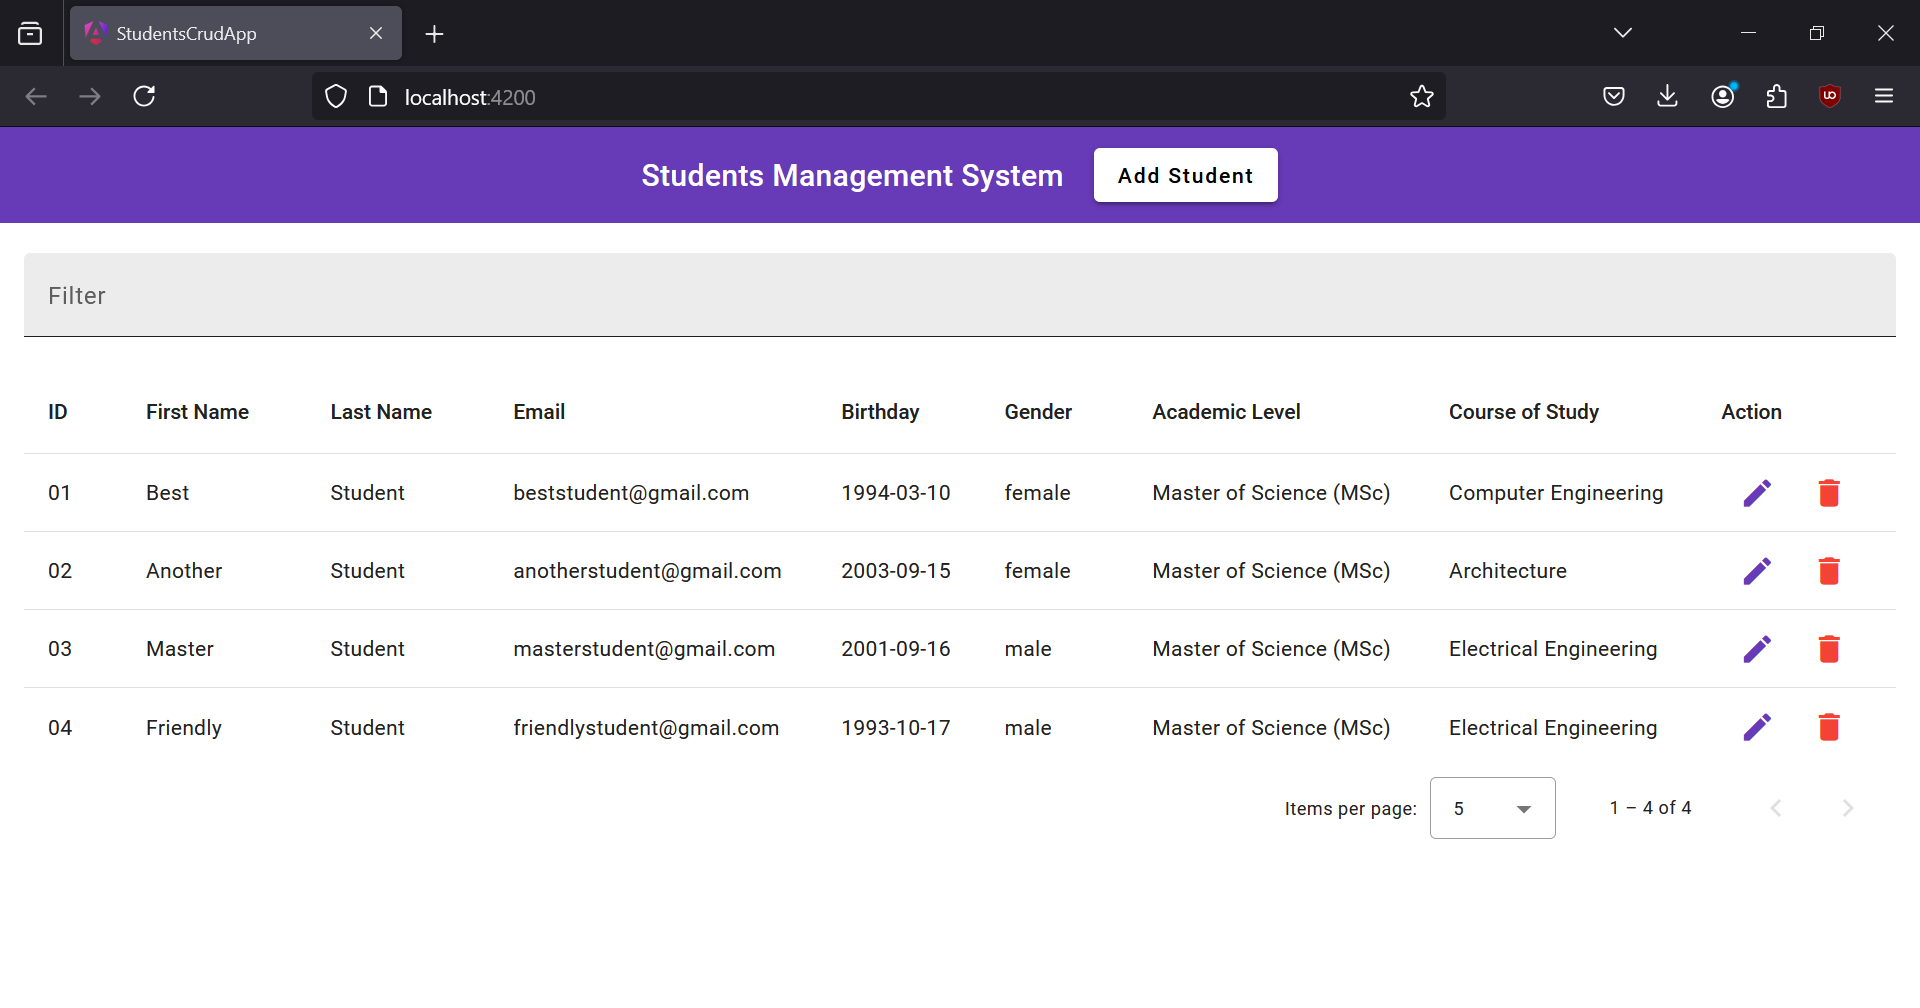 StudentsCrudApp
localhost:4200
Students Management System Add Student
Filter
ID First Name Last Name Email Birthday Gender Academic Level Course of Study Action
01 Best Student beststudent@gmail.com 1994-03-10 female Master of Science (MSc) Computer Engineering
02 Another Student anotherstudent@gmail.com 2003-09-15 female Master of Science (MSc) Architecture
03 Master Student masterstudent@gmail.com 2001-09-16 male Master of Science (MSc) Electrical Engineering
04 Friendly Student friendlystudent@gmail.com 1993-10-17 male Master of Science (MSc) Electrical Engineering
Items per page: 5 1 – 4 of 4